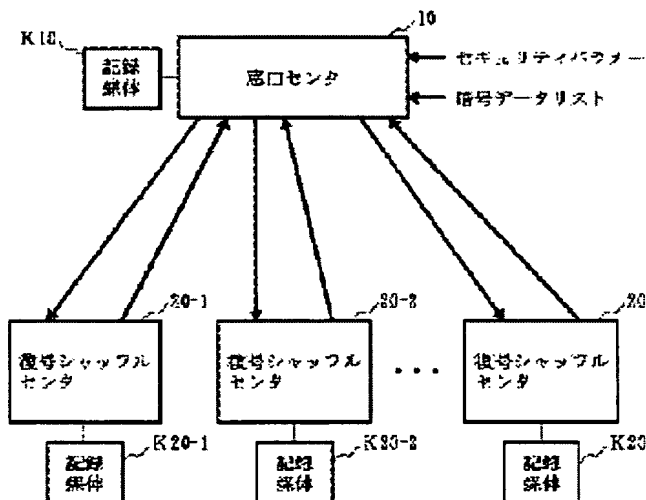 10
K10
記録
媒体
窓口センタ
セキュリティパラメー
暗号データリスト
20-1
20-2
20
復号シャッフル
センタ
復号シャッフル
センタ
・・・
復号シャッフル
センタ
K20-1
K20-2
K20
記録
媒体
記録
媒体
記録
媒体